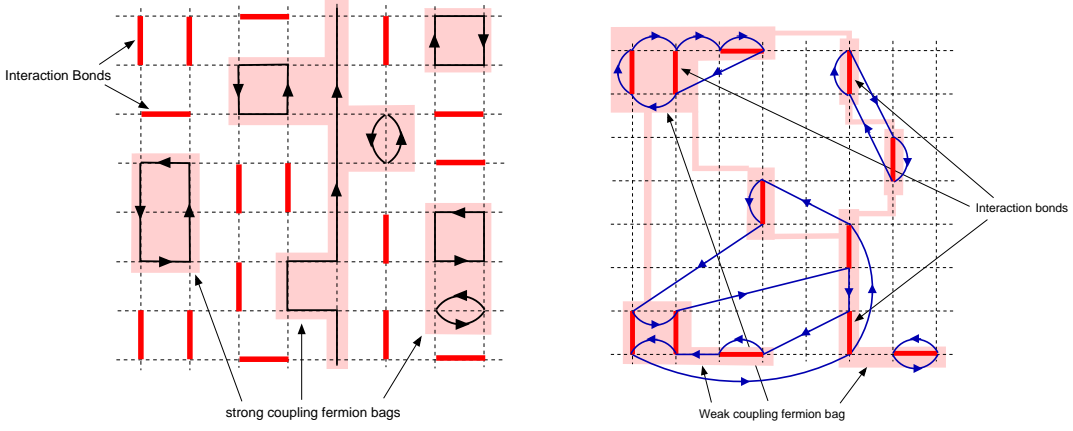 Interaction Bonds
strong coupling fermion bags
Interaction bonds
Weak coupling fermion bag